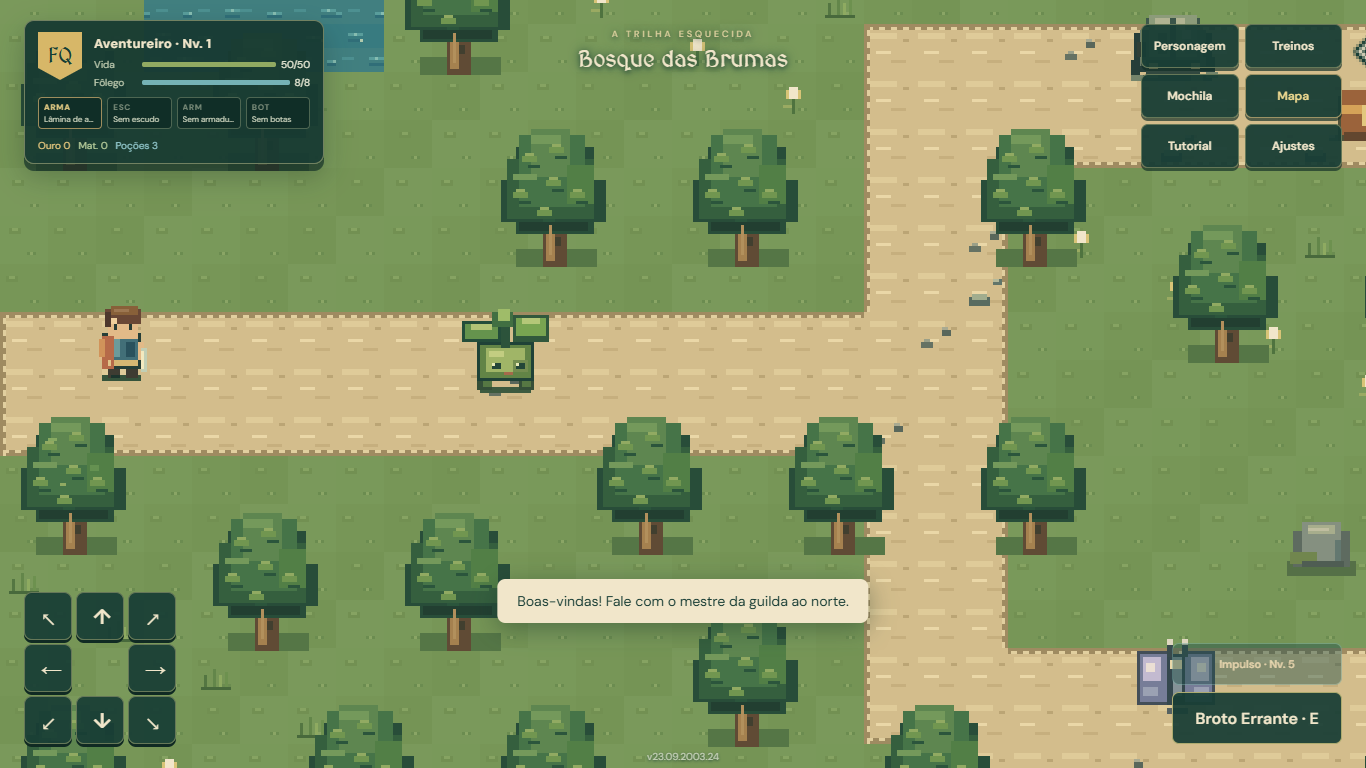 FQ
Aventureiro · Nv. 1
Vida 50/50
Fôlego 8/8
ARMA
Lâmina de a...
ESC
Sem escudo
ARM
Sem armadu...
BOT
Sem botas
Ouro 0 Mat. 0 Poções 3
A TRILHA ESQUECIDA
Bosque das Brumas
Personagem
Treinos
Mochila
Mapa
Tutorial
Ajustes
Boas-vindas! Fale com o mestre da guilda ao norte.
↖ ↑ ↗
← →
↙ ↓ ↘
Impulso · Nv. 5
Broto Errante · E
v23.09.2003.24